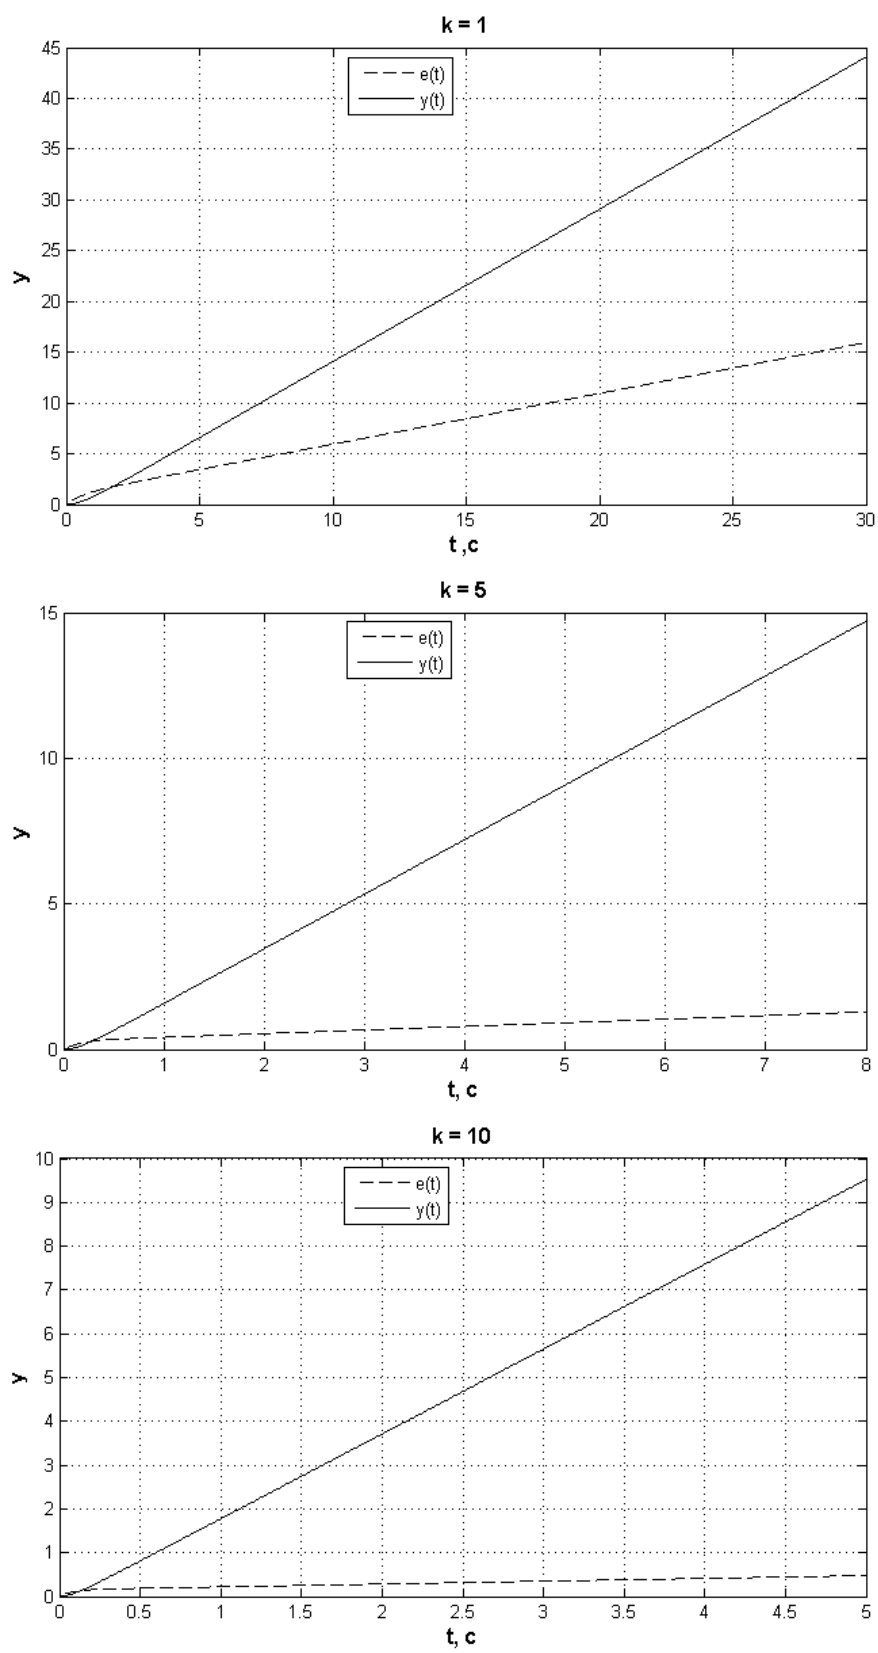 k = 1
45
40
35
30
25
20
15
10
5
0
y
e(t)
y(t)
0 5 10 15 20 25 30
t ,c
k = 5
15
10
5
0
y
e(t)
y(t)
0 1 2 3 4 5 6 7 8
t, c
k = 10
10
9
8
7
6
5
4
3
2
1
0
y
e(t)
y(t)
0 0.5 1 1.5 2 2.5 3 3.5 4 4.5 5
t, c